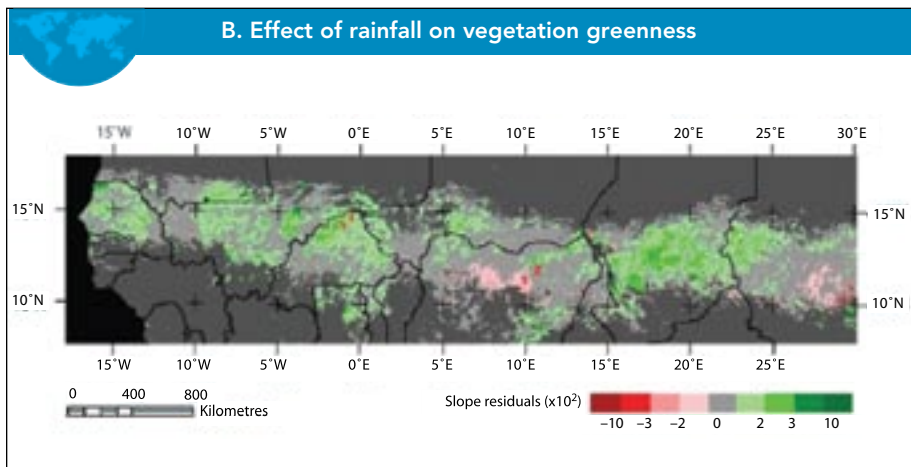 B. Effect of rainfall on vegetation greenness
15˚W 10˚W 5˚W 0˚E 5˚E 10˚E 15˚E 20˚E 25˚E 30˚E
15˚N 15˚N
10˚N 10˚N
15˚W 10˚W 5˚W 0˚E 5˚E 10˚E 15˚E 20˚E 25˚E
0 400 800
Kilometres
Slope residuals (x10²)
–10 –3 –2 0 2 3 10